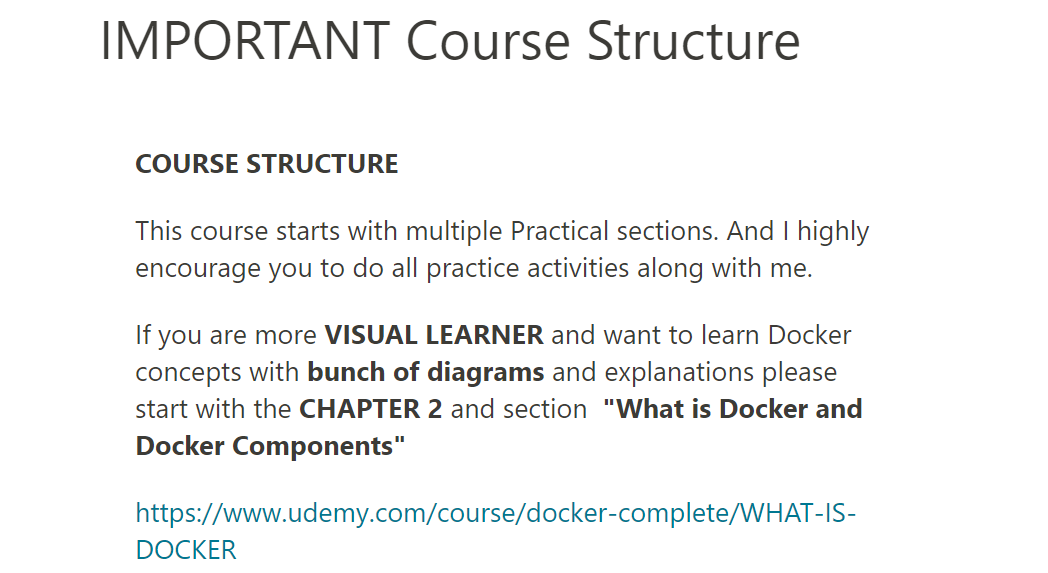 IMPORTANT Course Structure
COURSE STRUCTURE
This course starts with multiple Practical sections. And I highly
encourage you to do all practice activities along with me.
If you are more VISUAL LEARNER and want to learn Docker
concepts with bunch of diagrams and explanations please
start with the CHAPTER 2 and section "What is Docker and
Docker Components"
https://www.udemy.com/course/docker-complete/WHAT-IS-
DOCKER